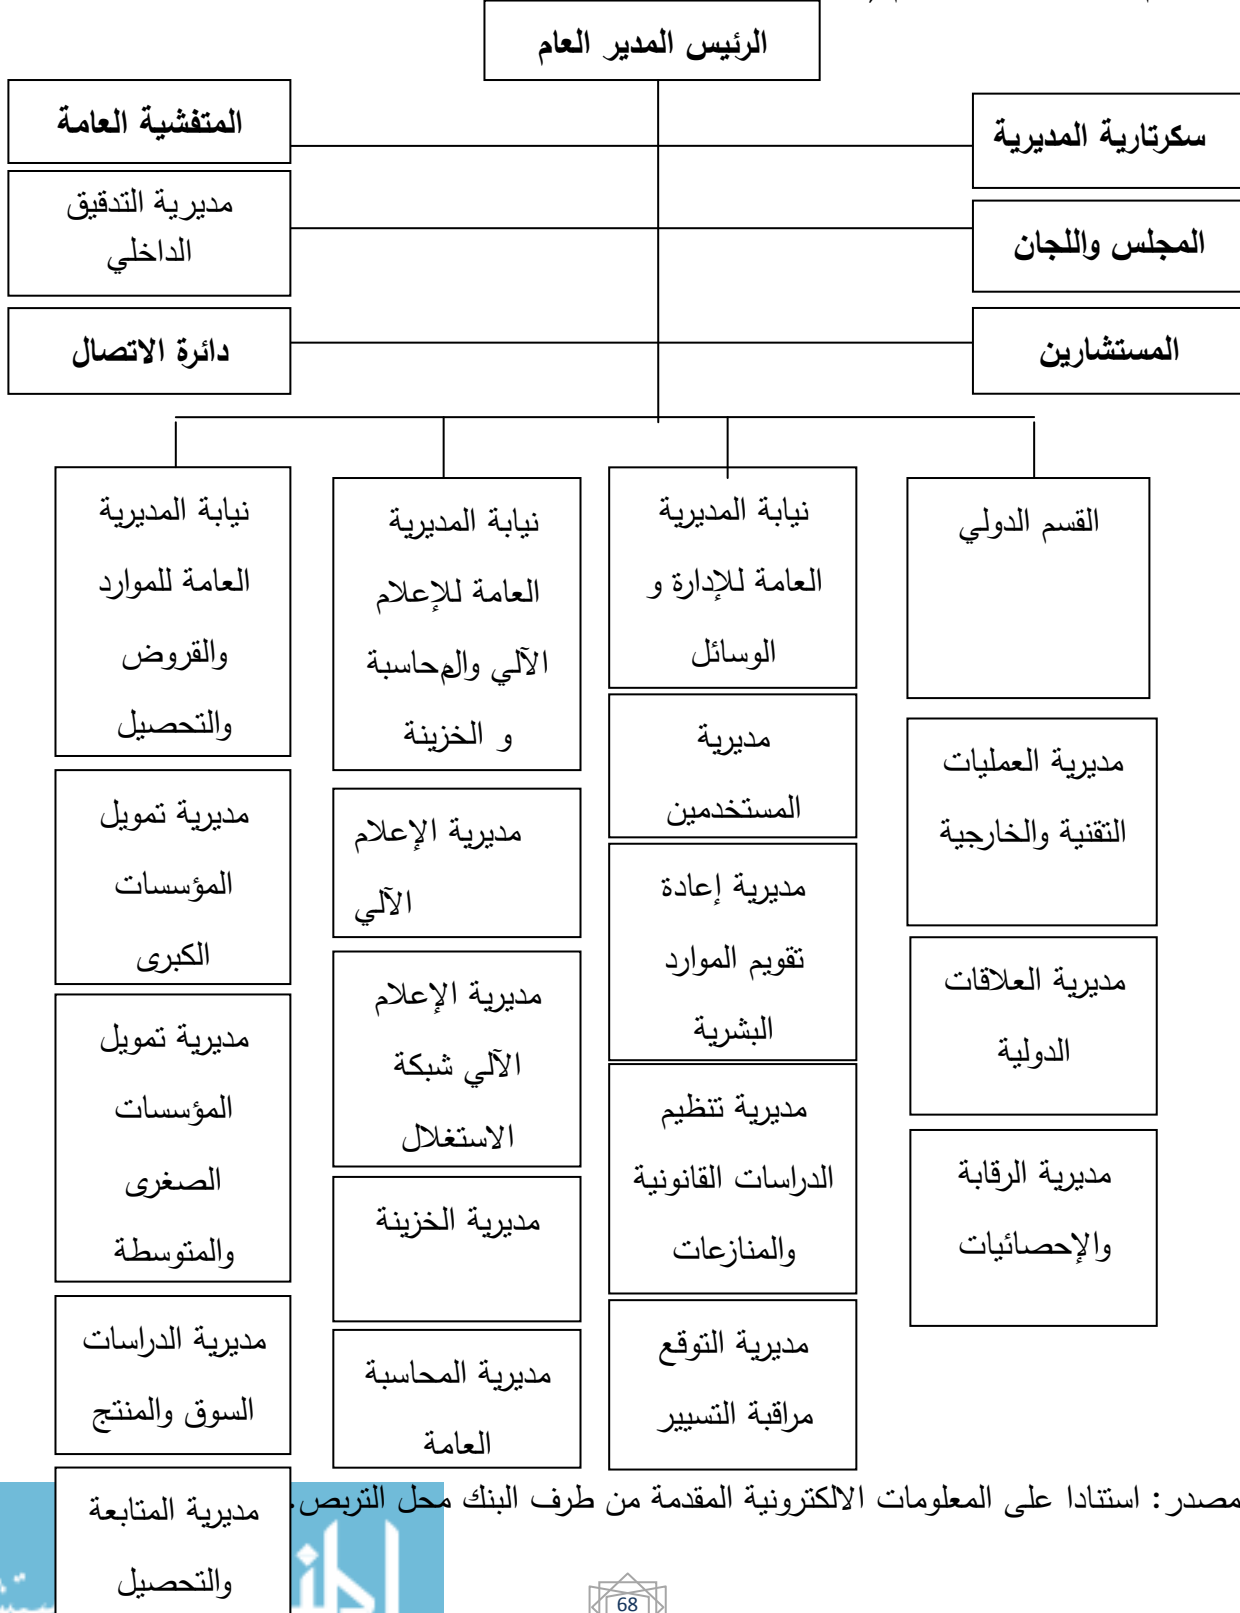 الرئيس المدير العام
سكرتارية المديرية
المتفشية العامة
المجلس واللجان
مديرية التدقيق
الداخلي
المستشارين
دائرة الاتصال
القسم الدولي
مديرية العمليات
التقنية والخارجية
مديرية العلاقات
الدولية
مديرية الرقابة
والإحصائيات
نيابة المديرية
العامة للإدارة و
الوسائل
مديرية
المستخدمين
مديرية إعادة
تقويم الموارد
البشرية
مديرية تنظيم
الدراسات القانونية
والمنازعات
مديرية التوقع
مراقبة التسيير
نيابة المديرية
العامة للإعلام
الآلي والمحاسبة
و الخزينة
مديرية الإعلام
الآلي
مديرية الإعلام
الآلي شبكة
الاستغلال
مديرية الخزينة
مديرية المحاسبة
العامة
نيابة المديرية
العامة للموارد
والقروض
والتحصيل
مديرية تمويل
المؤسسات
الكبرى
مديرية تمويل
المؤسسات
الصغرى
والمتوسطة
مديرية الدراسات
السوق والمنتج
مديرية المتابعة
والتحصيل
مصدر: استنادا على المعلومات الالكترونية المقدمة من طرف البنك محل التربص.
68